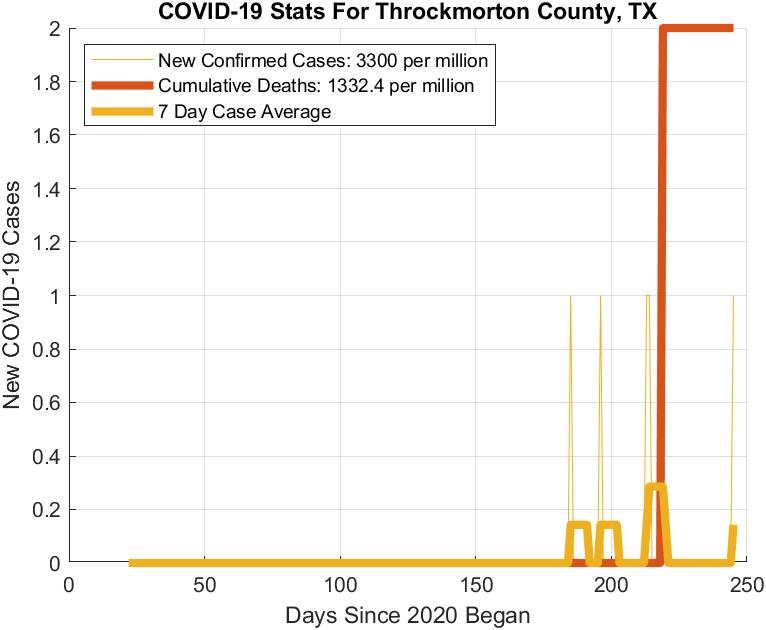 COVID-19 Stats For Throckmorton County, TX
New Confirmed Cases: 3300 per million
Cumulative Deaths: 1332.4 per million
7 Day Case Average
New COVID-19 Cases
2
1.8
1.6
1.4
1.2
1
0.8
0.6
0.4
0.2
0
0 50 100 150 200 250
Days Since 2020 Began